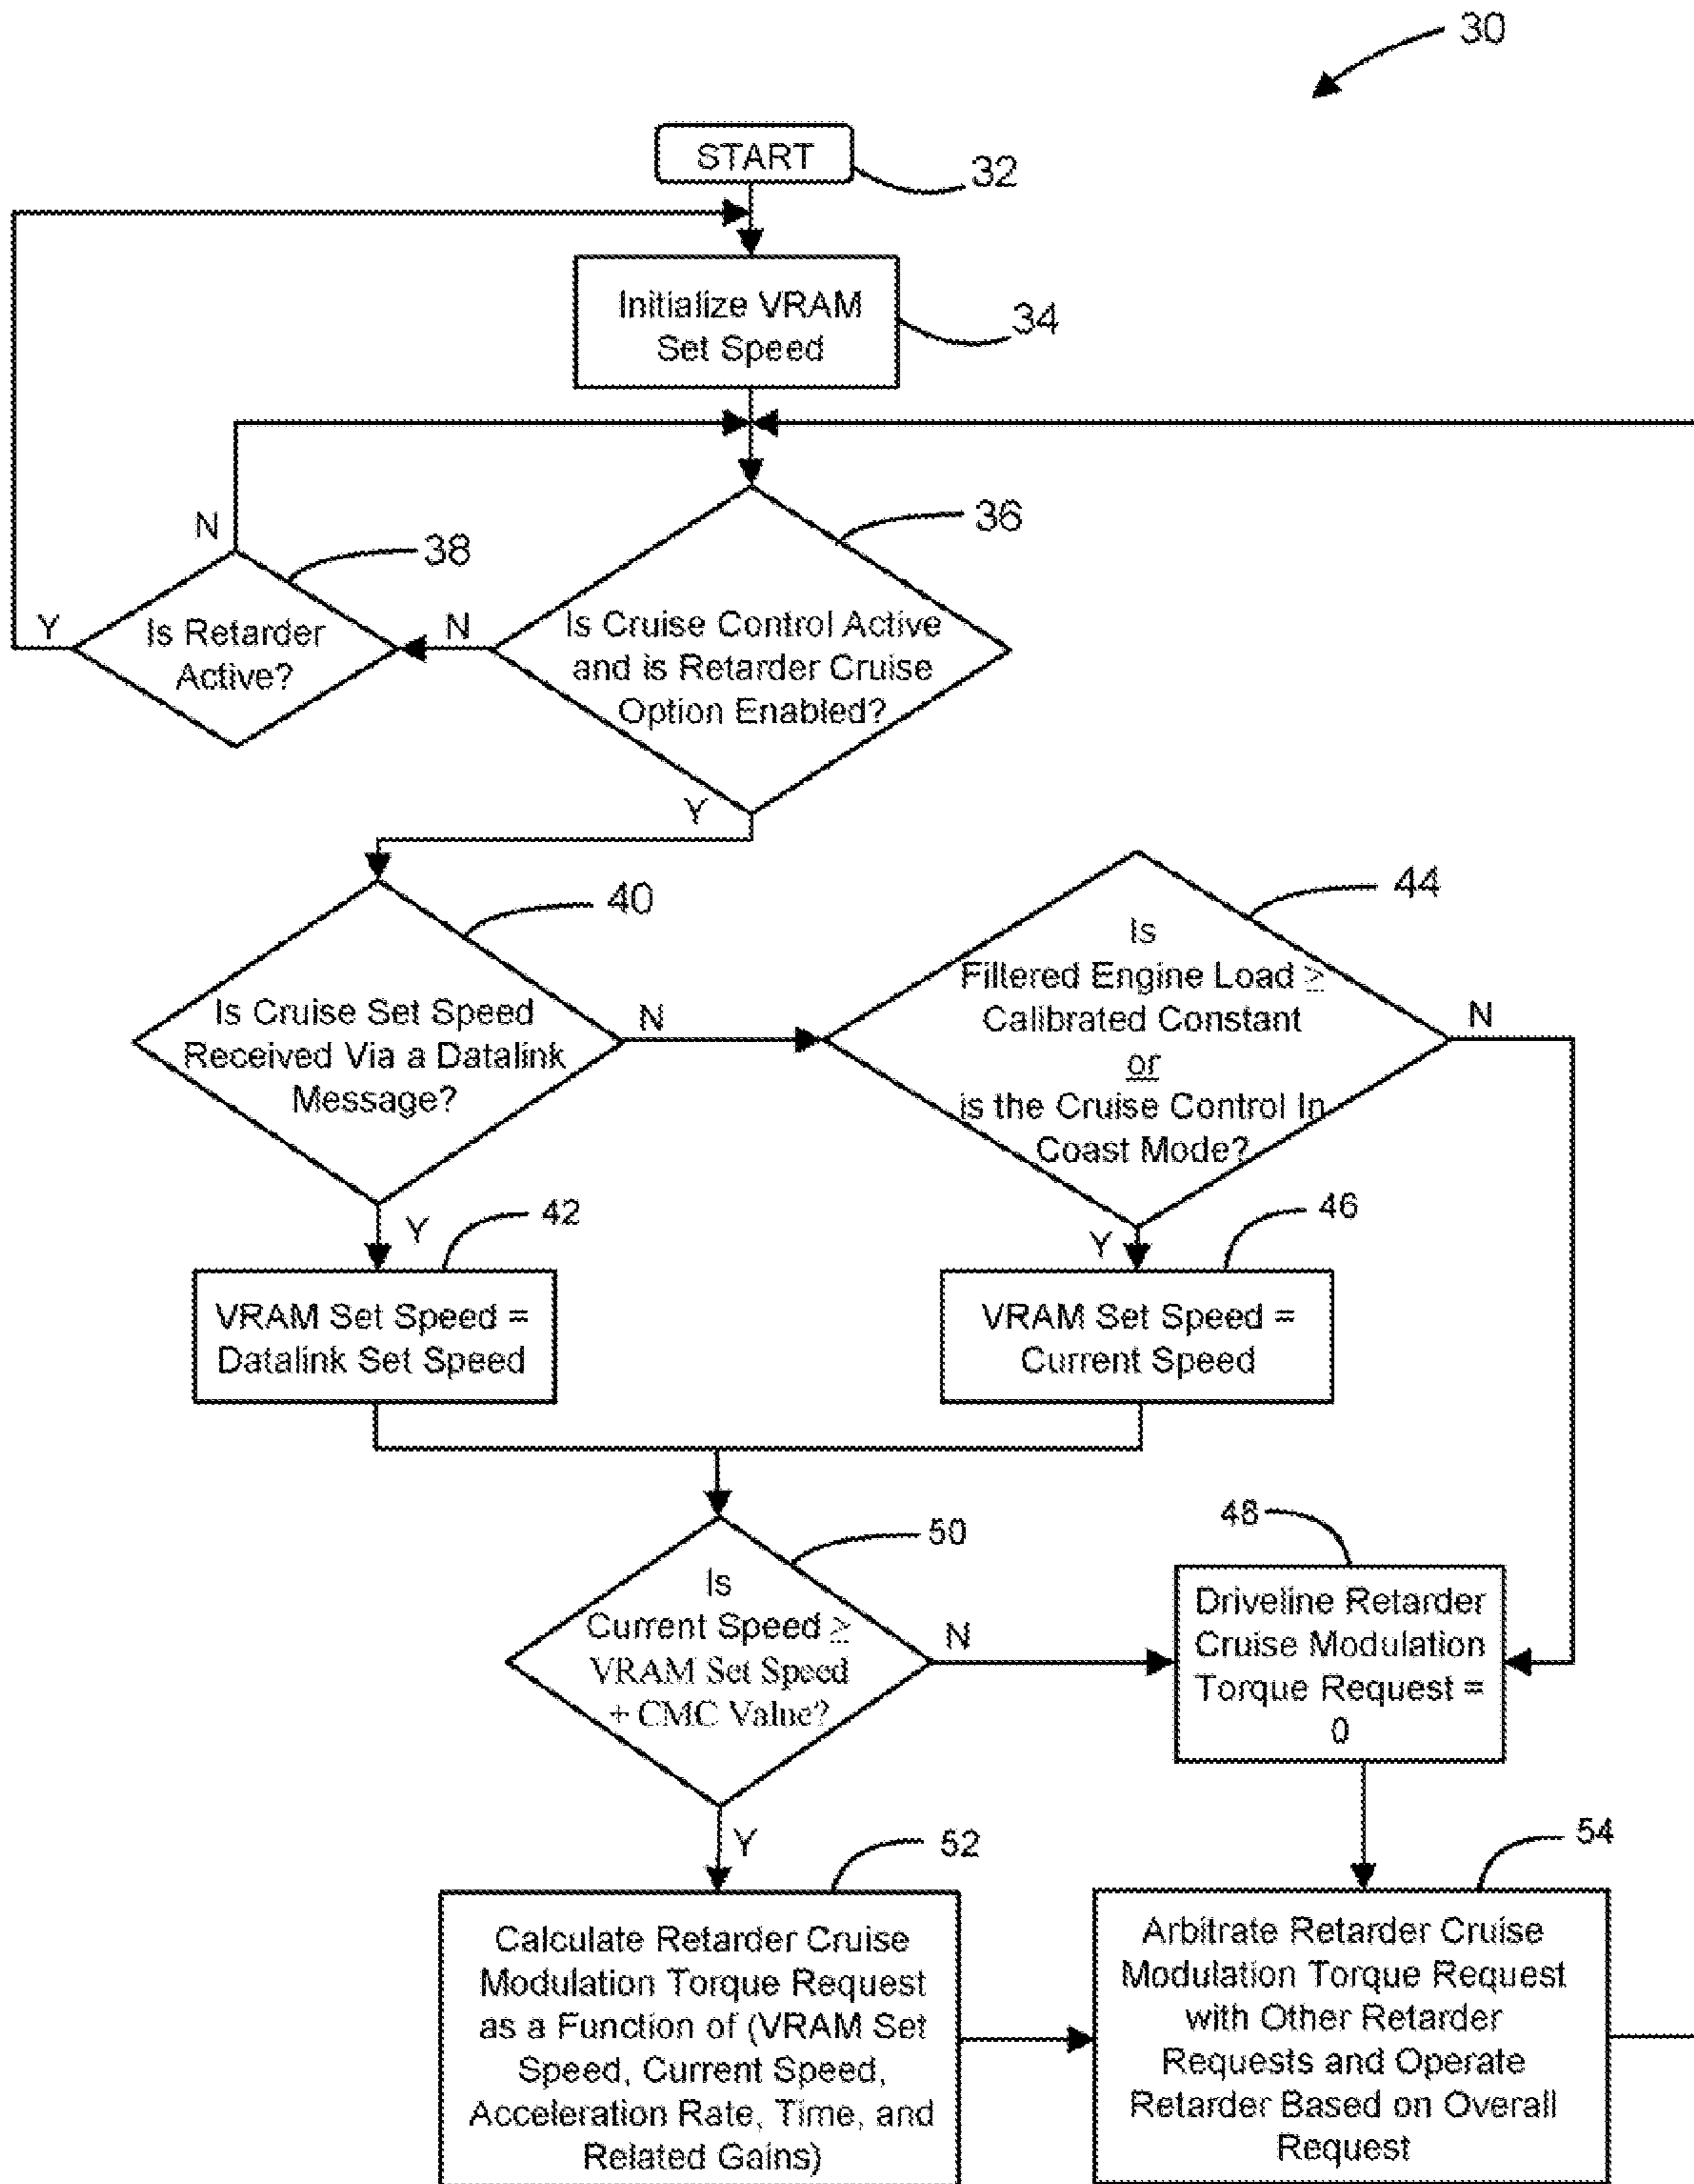 30
START
32
Initialize VRAM
Set Speed
34
36
N
38
Y
Is Retarder
Active?
N
Is Cruise Control Active
and is Retarder Cruise
Option Enabled?
Y
40
44
Is Cruise Set Speed
Received Via a Datalink
Message?
N
Is
Filtered Engine Load ≥
Calibrated Constant
or
is the Cruise Control In
Coast Mode?
N
Y
42
Y
46
VRAM Set Speed =
Datalink Set Speed
VRAM Set Speed =
Current Speed
50
48
Is
Current Speed ≥
VRAM Set Speed
+ CMC Value?
N
Driveline Retarder
Cruise Modulation
Torque Request =
0
Y
52
54
Calculate Retarder Cruise
Modulation Torque Request
as a Function of (VRAM Set
Speed, Current Speed,
Acceleration Rate, Time, and
Related Gains)
Arbitrate Retarder Cruise
Modulation Torque Request
with Other Retarder
Requests and Operate
Retarder Based on Overall
Request